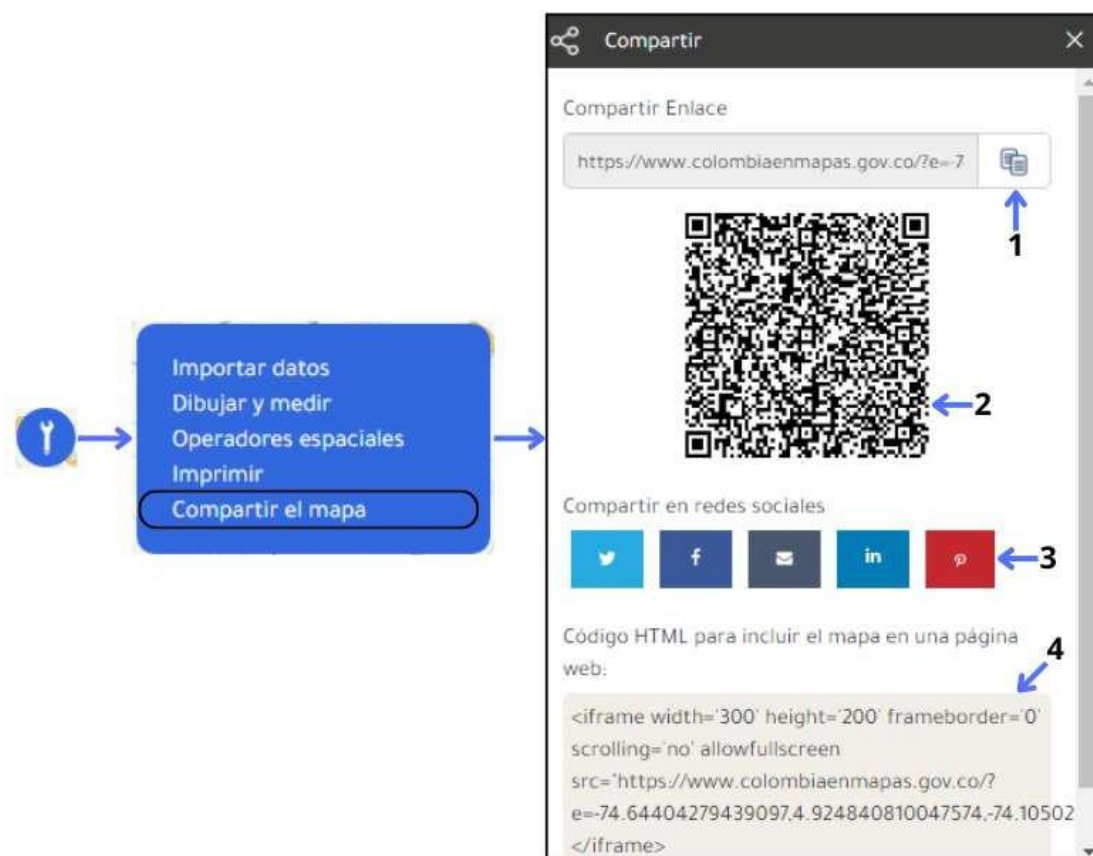 Importar datos
Dibujar y medir
Operadores espaciales
Imprimir
Compartir el mapa
Compartir
Compartir Enlace
https://www.colombiaenmapas.gov.co/?e=-7
1
2
Compartir en redes sociales
f
in
3
Código HTML para incluir el mapa en una página
web:
4
<iframe width='300' height='200' frameborder='0'
scrolling='no' allowfullscreen
src="https://www.colombiaenmapas.gov.co/?
e=-74.64404279439097,4.924840810047574,-74.10502
</iframe>